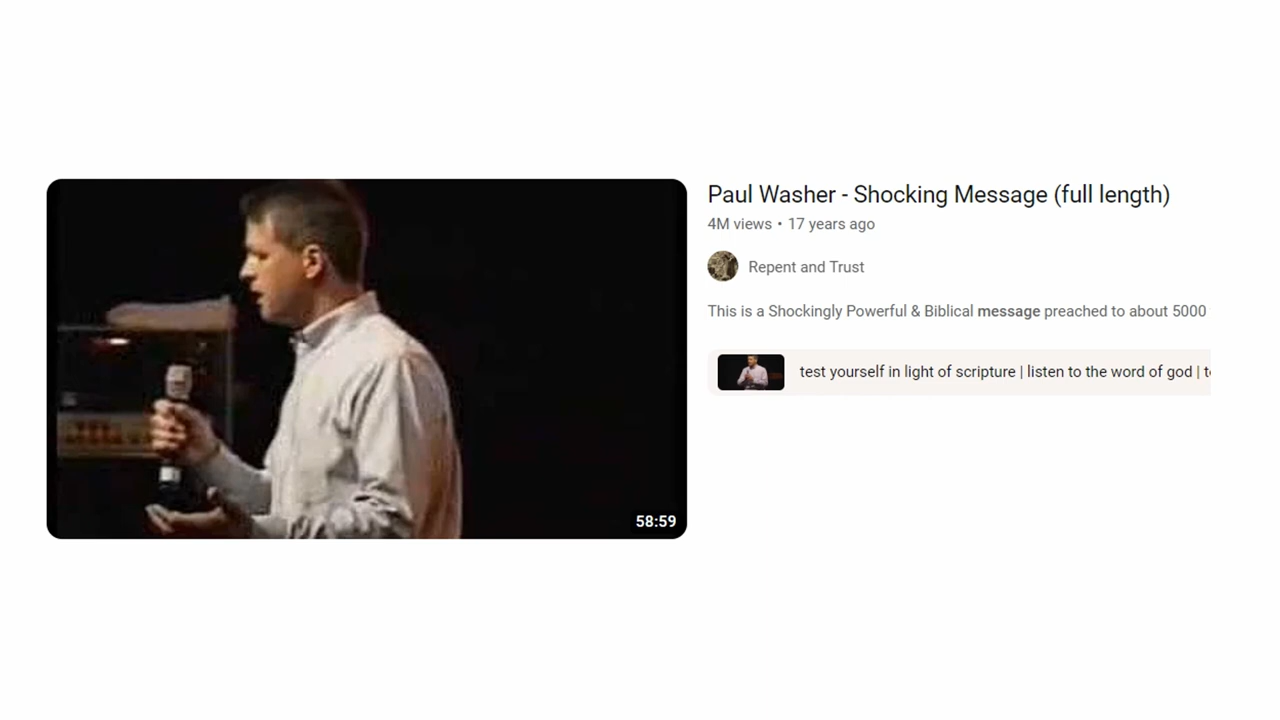 58:59
Paul Washer - Shocking Message (full length)
4M views • 17 years ago
Repent and Trust
This is a Shockingly Powerful & Biblical message preached to about 5000
test yourself in light of scripture | listen to the word of god |